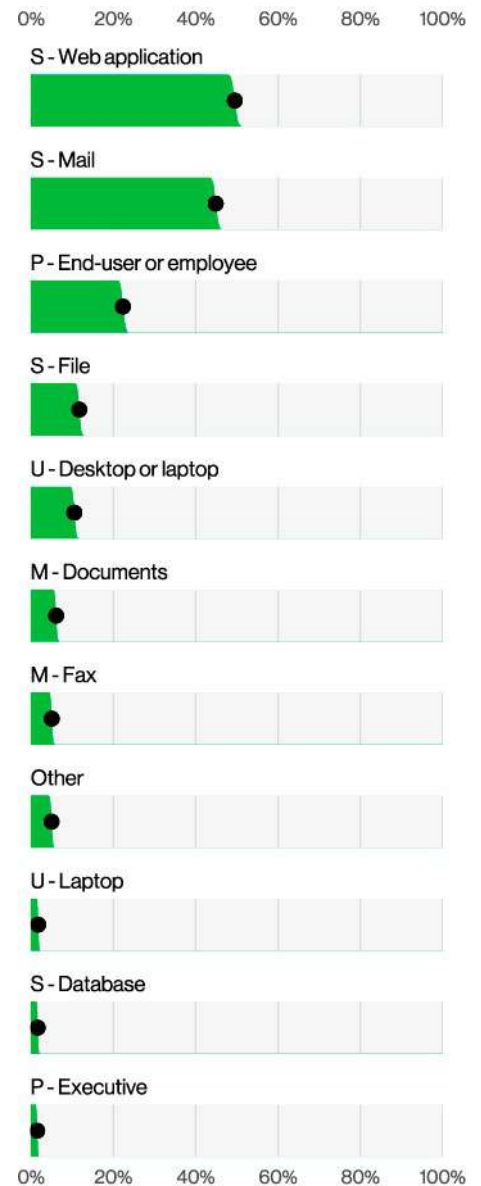 0% 20% 40% 60% 80% 100%
S - Web application
S - Mail
P - End-user or employee
S - File
U - Desktop or laptop
M - Documents
M - Fax
Other
U - Laptop
S - Database
P - Executive
0% 20% 40% 60% 80% 100%